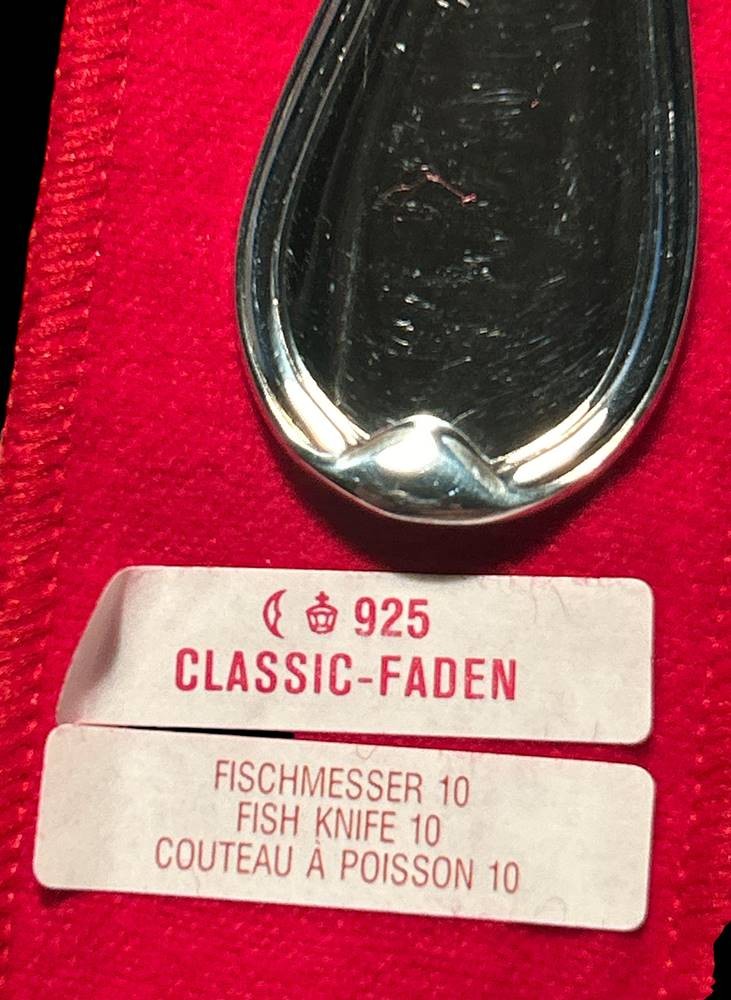 925
CLASSIC-FADEN
FISCHMESSER 10
FISH KNIFE 10
COUTEAU À POISSON 10